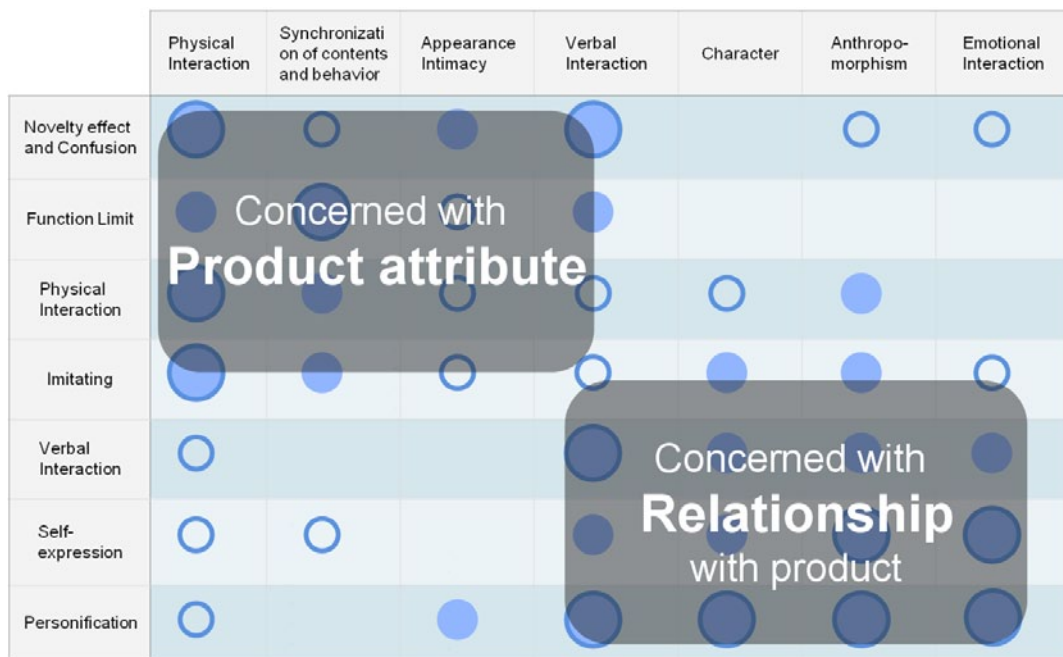 Physical
Interaction
Synchronizati
on of contents
and behavior
Appearance
Intimacy
Verbal
Interaction
Character
Anthropo-
morphism
Emotional
Interaction
Novelty effect
and Confusion
Function Limit
Physical
Interaction
Imitating
Verbal
Interaction
Self-
expression
Personification
Concerned with
Product attribute
Concerned with
Relationship
with product